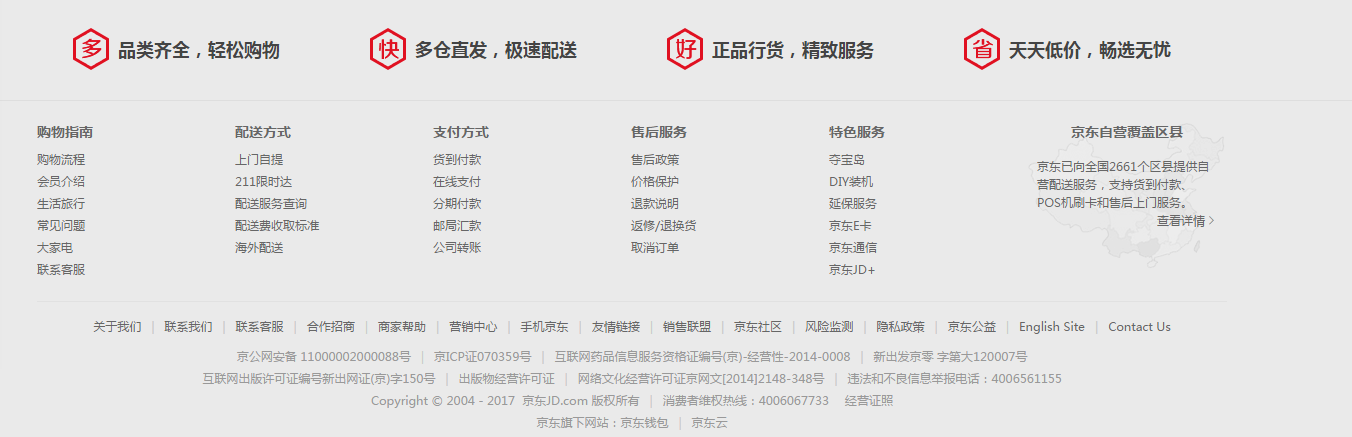 多 品类齐全，轻松购物 快 多仓直发，极速配送 好 正品行货，精致服务 省 天天低价，畅选无忧
购物指南
购物流程
会员介绍
生活旅行
常见问题
大家电
联系客服
配送方式
上门自提
211限时达
配送服务查询
配送费收取标准
海外配送
支付方式
货到付款
在线支付
分期付款
邮局汇款
公司转账
售后服务
售后政策
价格保护
退款说明
返修/退换货
取消订单
特色服务
夺宝岛
DIY装机
延保服务
京东E卡
京东通信
京东JD+
京东自营覆盖区县
京东已向全国2661个区县提供自
营配送服务，支持货到付款、
POS机刷卡和售后上门服务。
查看详情 >
关于我们 | 联系我们 | 联系客服 | 合作招商 | 商家帮助 | 营销中心 | 手机京东 | 友情链接 | 销售联盟 | 京东社区 | 风险监测 | 隐私政策 | 京东公益 | English Site | Contact Us
京公网安备 11000002000088号 | 京ICP证070359号 | 互联网药品信息服务资格证编号(京)-经营性-2014-0008 | 新出发京零 字第大120007号
互联网出版许可证编号新出网证(京)字150号 | 出版物经营许可证 | 网络文化经营许可证京网文[2014]2148-348号 | 违法和不良信息举报电话：4006561155
Copyright © 2004 - 2017 京东JD.com 版权所有 | 消费者维权热线：4006067733 经营证照
京东旗下网站：京东钱包 | 京东云